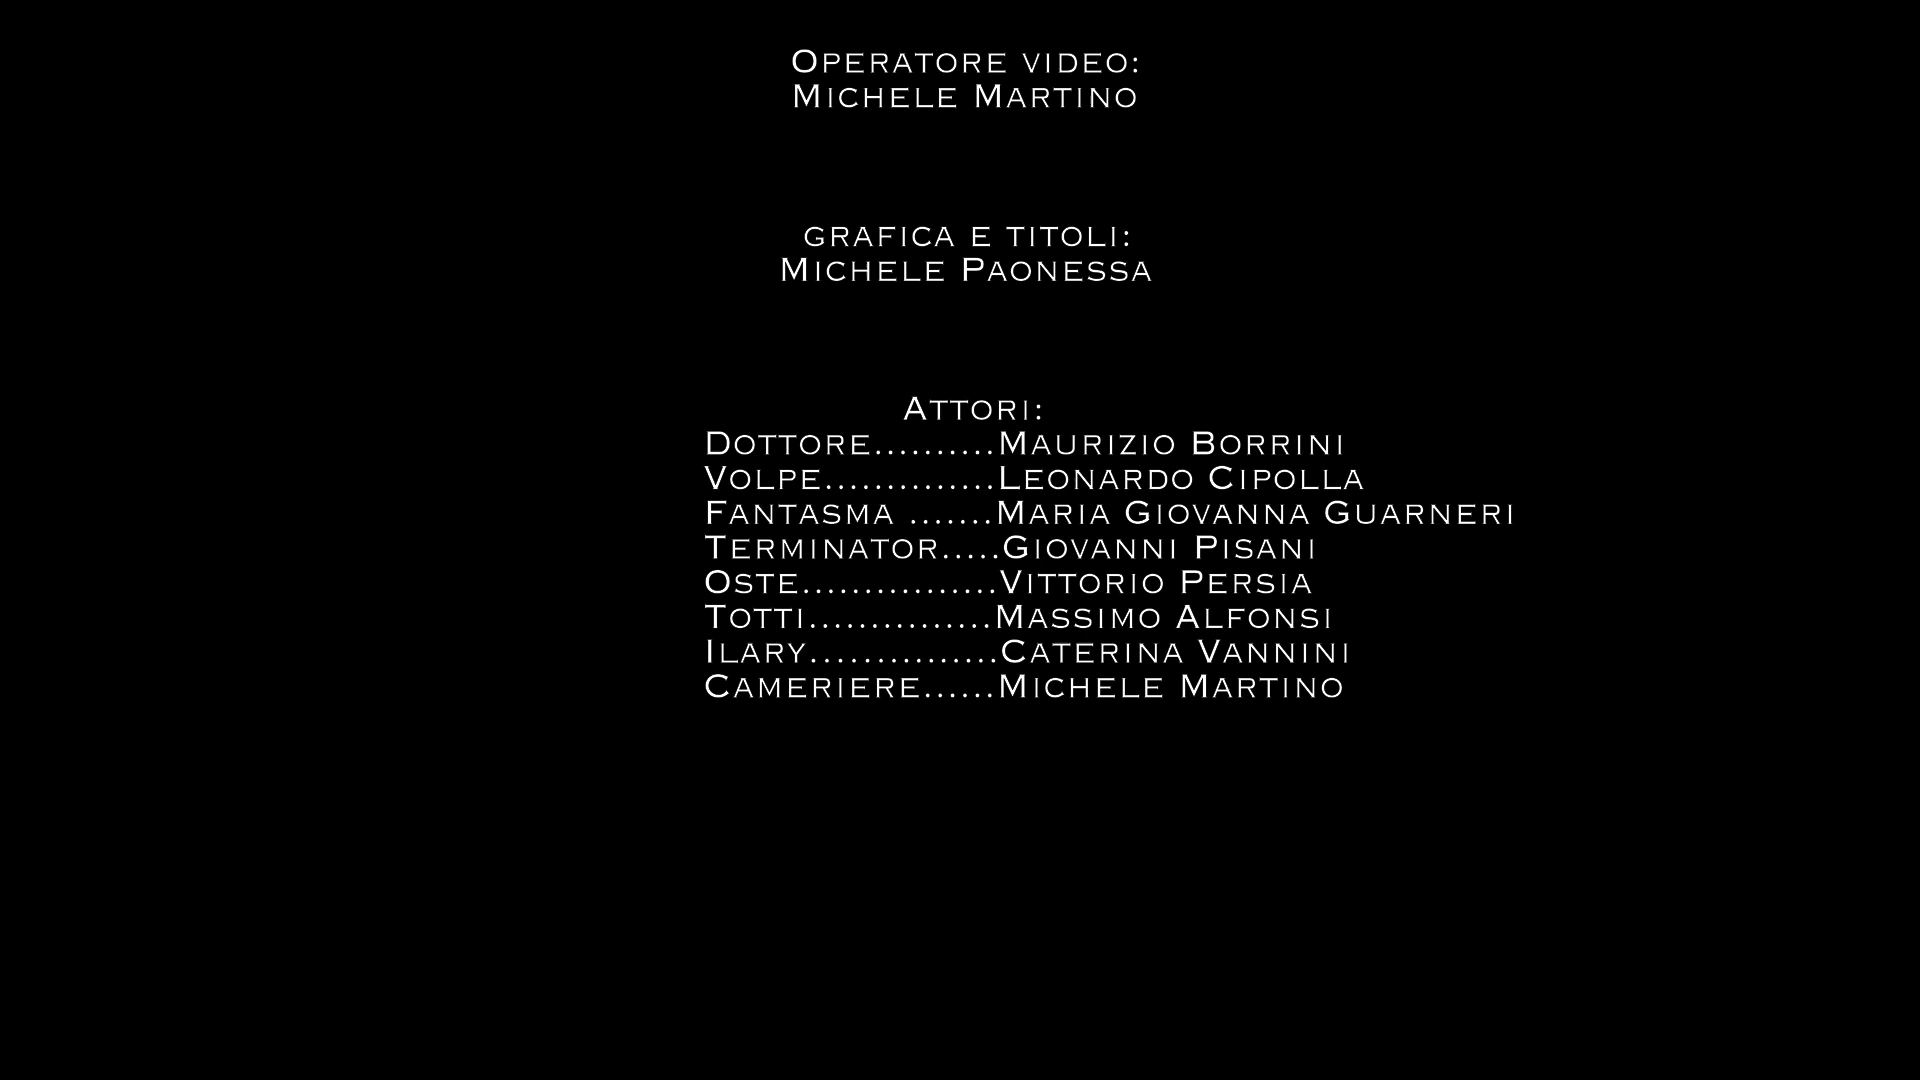 Operatore video:
Michele Martino
grafica e titoli:
Michele Paonessa
Attori:
Dottore..........Maurizio Borrini
Volpe..............Leonardo Cipolla
Fantasma .......Maria Giovanna Guarneri
Terminator.....Giovanni Pisani
Oste................Vittorio Persia
Totti...............Massimo Alfonsi
Ilary...............Caterina Vannini
Cameriere......Michele Martino